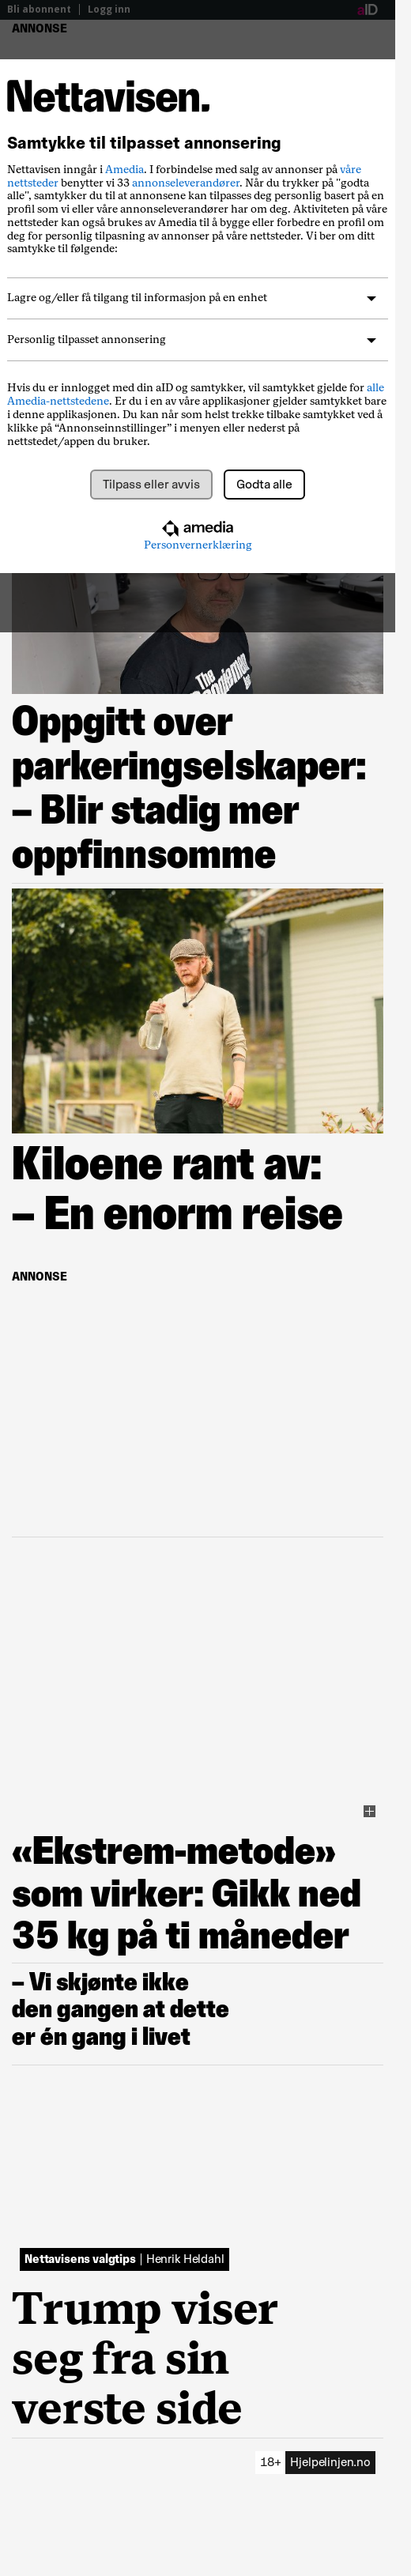 Bli abonnent | Logg inn
aID
ANNONSE
Nettavisen.
Samtykke til tilpasset annonsering
Nettavisen inngår i Amedia. I forbindelse med salg av annonser på våre
nettsteder benytter vi 33 annonseleverandører. Når du trykker på "godta
alle", samtykker du til at annonsene kan tilpasses deg personlig basert på en
profil som vi eller våre annonseleverandører har om deg. Aktiviteten på våre
nettsteder kan også brukes av Amedia til å bygge eller forbedre en profil om
deg for personlig tilpasning av annonser på våre nettsteder. Vi ber om ditt
samtykke til følgende:
Lagre og/eller få tilgang til informasjon på en enhet
Personlig tilpasset annonsering
Hvis du er innlogget med din aID og samtykker, vil samtykket gjelde for alle
Amedia-nettstedene. Er du i en av våre applikasjoner gjelder samtykket bare
i denne applikasjonen. Du kan når som helst trekke tilbake samtykket ved å
klikke på “Annonseinnstillinger” i menyen eller nederst på
nettstedet/appen du bruker.
Tilpass eller avvis
Godta alle
amedia
Personvernerklæring
The
Oppgitt over
parkeringselskaper:
– Blir stadig mer
oppfinnsomme
Kiloene rant av:
– En enorm reise
ANNONSE
«Ekstrem-metode»
som virker: Gikk ned
35 kg på ti måneder
– Vi skjønte ikke
den gangen at dette
er én gang i livet
Nettavisens valgtips | Henrik Heldahl
Trump viser
seg fra sin
verste side
18+ Hjelpelinjen.no